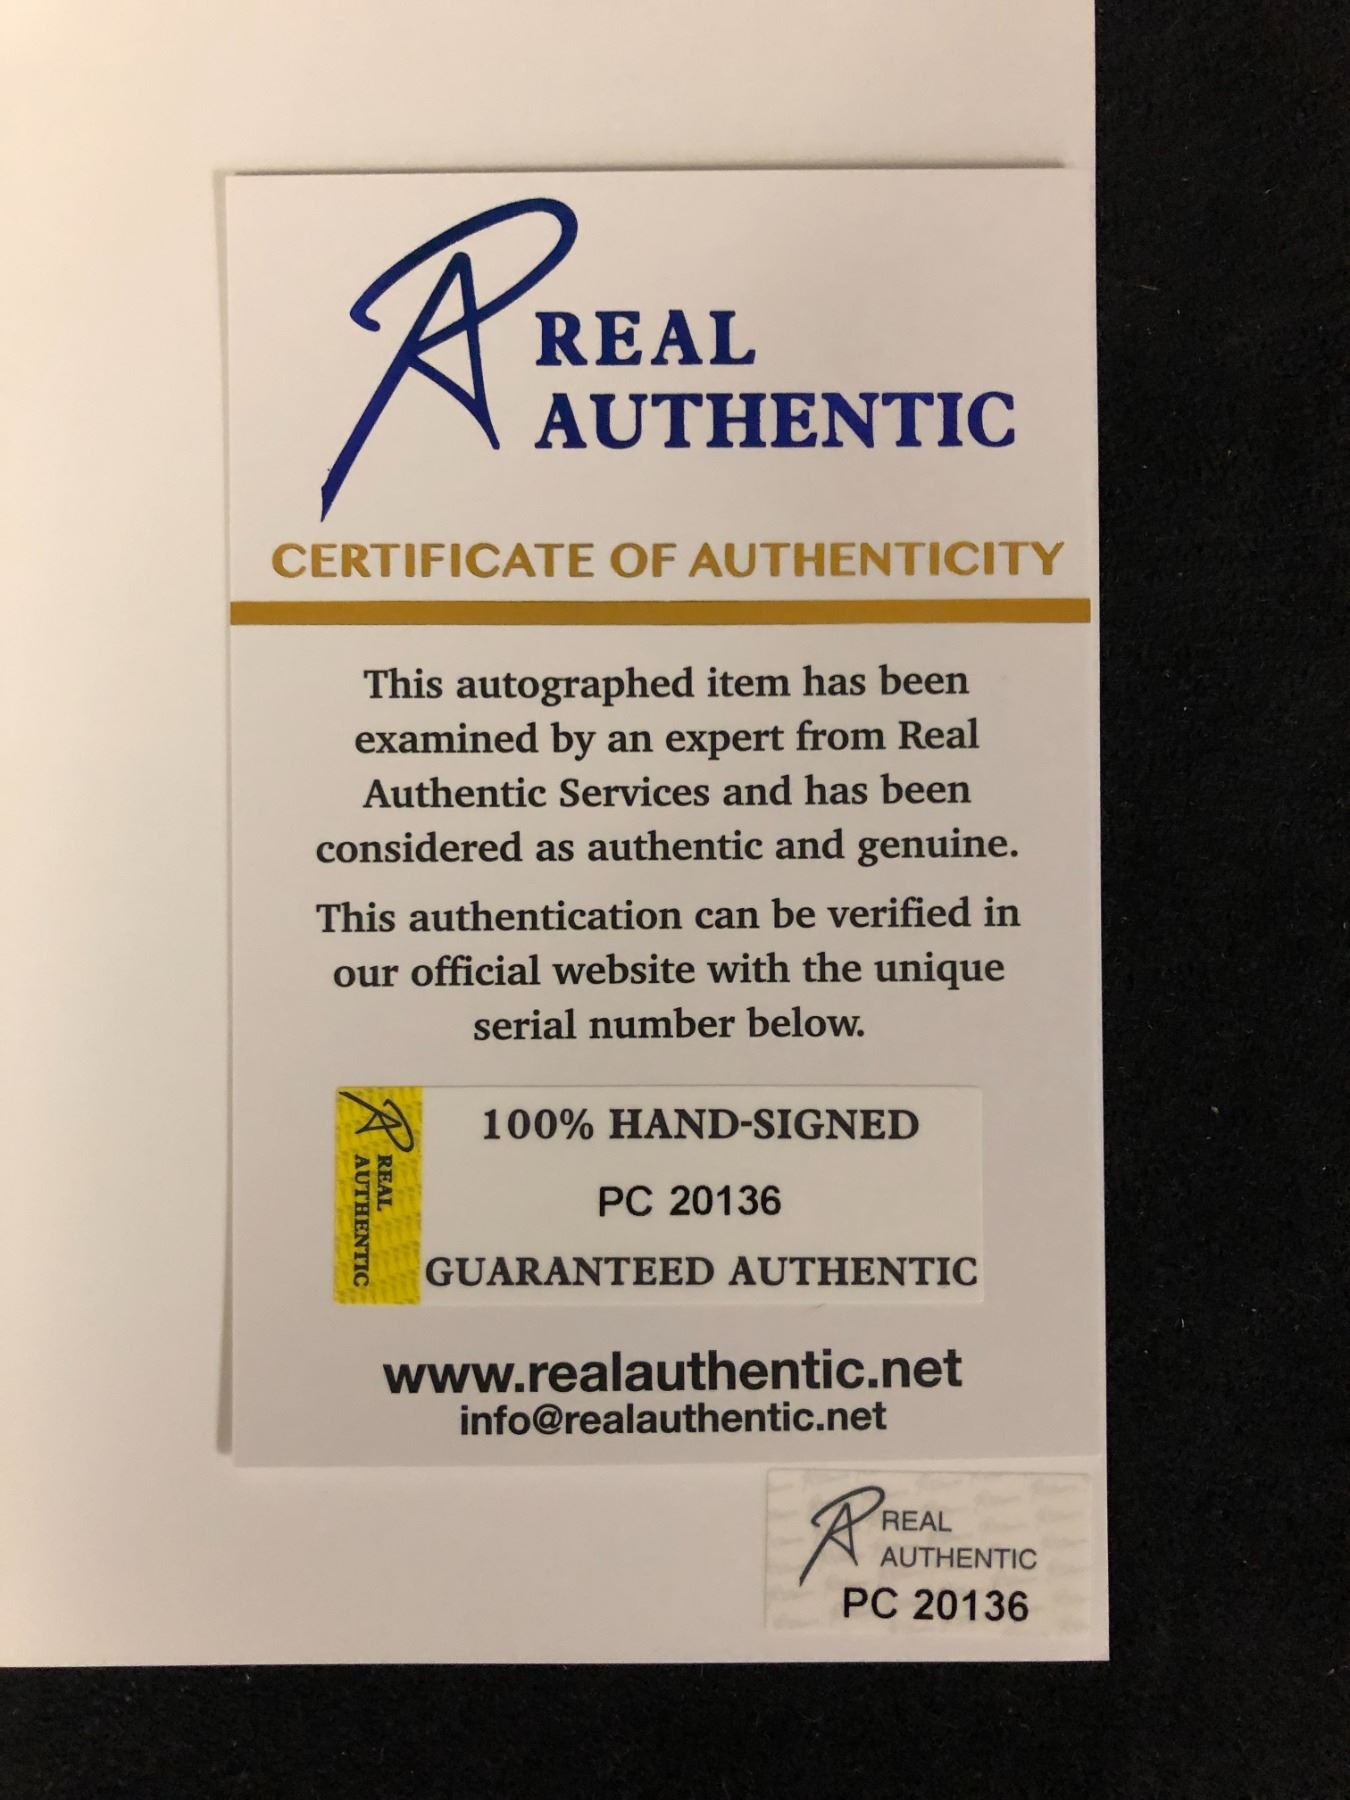 REAL
AUTHENTIC
CERTIFICATE OF AUTHENTICITY
This autographed item has been
examined by an expert from Real
Authentic Services and has been
considered as authentic and genuine.
This authentication can be verified in
our official website with the unique
serial number below.
REAL
AUTHENTIC
100% HAND-SIGNED
PC 20136
GUARANTEED AUTHENTIC
www.realauthentic.net
info@realauthentic.net
REAL
AUTHENTIC
PC 20136